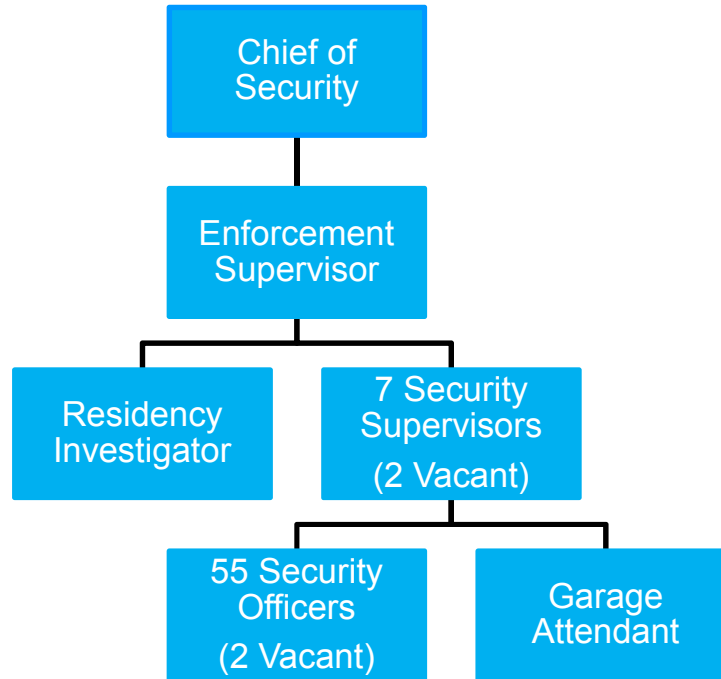 Chief of
Security
Enforcement
Supervisor
Residency
Investigator
7 Security
Supervisors
(2 Vacant)
55 Security
Officers
(2 Vacant)
Garage
Attendant